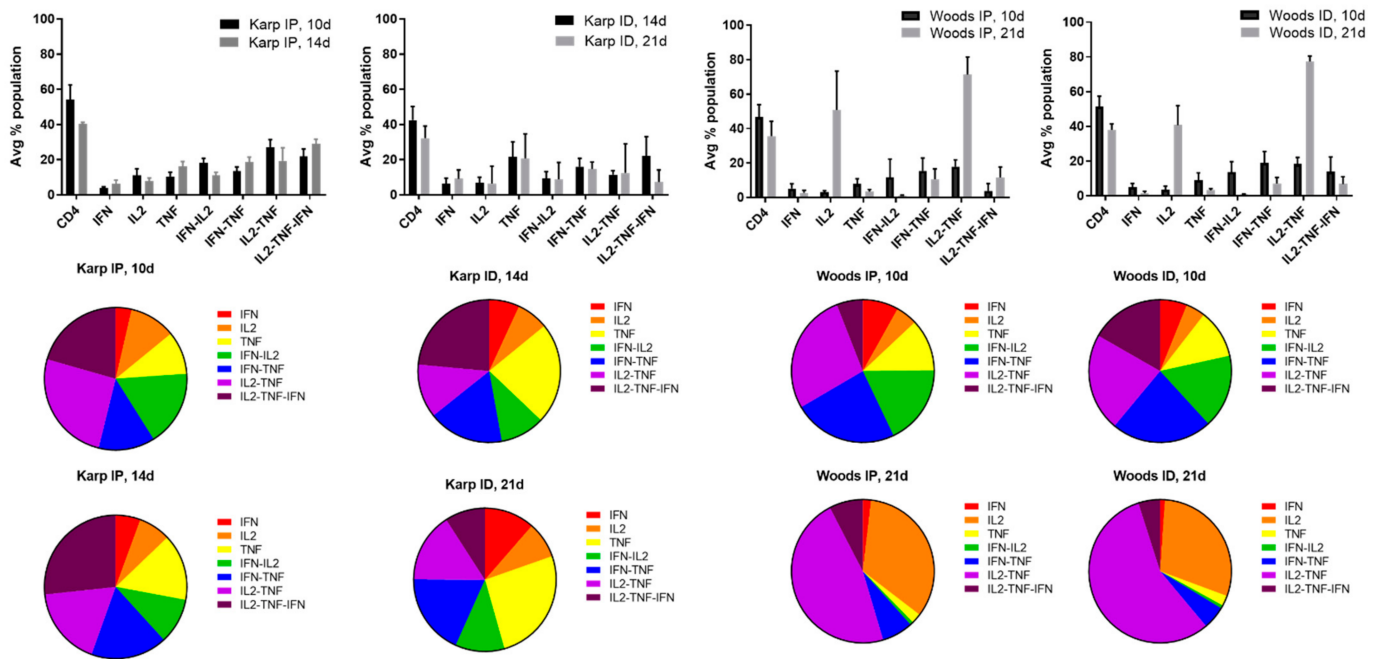 Avg % population
100
80
60
40
20
0
Karp IP, 10d
Karp IP, 14d
CD4
IFN
IL2
TNF
IFN-IL2
IFN-TNF
IL2-TNF
IL2-TNF-IFN
Avg % population
100
80
60
40
20
0
Karp ID, 14d
Karp ID, 21d
CD4
IFN
IL2
TNF
IFN-IL2
IFN-TNF
IL2-TNF
IL2-TNF-IFN
Avg % population
100
80
60
40
20
0
Woods IP, 10d
Woods IP, 21d
CD4
IFN
IL2
TNF
IFN-IL2
IFN-TNF
IL2-TNF
IL2-TNF-IFN
Avg % population
100
80
60
40
20
0
Woods ID, 10d
Woods ID, 21d
CD4
IFN
IL2
TNF
IFN-IL2
IFN-TNF
IL2-TNF
IL2-TNF-IFN
Karp IP, 10d
IFN
IL2
TNF
IFN-IL2
IFN-TNF
IL2-TNF
IL2-TNF-IFN
Karp ID, 14d
IFN
IL2
TNF
IFN-IL2
IFN-TNF
IL2-TNF
IL2-TNF-IFN
Woods IP, 10d
IFN
IL2
TNF
IFN-IL2
IFN-TNF
IL2-TNF
IL2-TNF-IFN
Woods ID, 10d
IFN
IL2
TNF
IFN-IL2
IFN-TNF
IL2-TNF
IL2-TNF-IFN
Karp IP, 14d
IFN
IL2
TNF
IFN-IL2
IFN-TNF
IL2-TNF
IL2-TNF-IFN
Karp ID, 21d
IFN
IL2
TNF
IFN-IL2
IFN-TNF
IL2-TNF
IL2-TNF-IFN
Woods IP, 21d
IFN
IL2
TNF
IFN-IL2
IFN-TNF
IL2-TNF
IL2-TNF-IFN
Woods ID, 21d
IFN
IL2
TNF
IFN-IL2
IFN-TNF
IL2-TNF
IL2-TNF-IFN